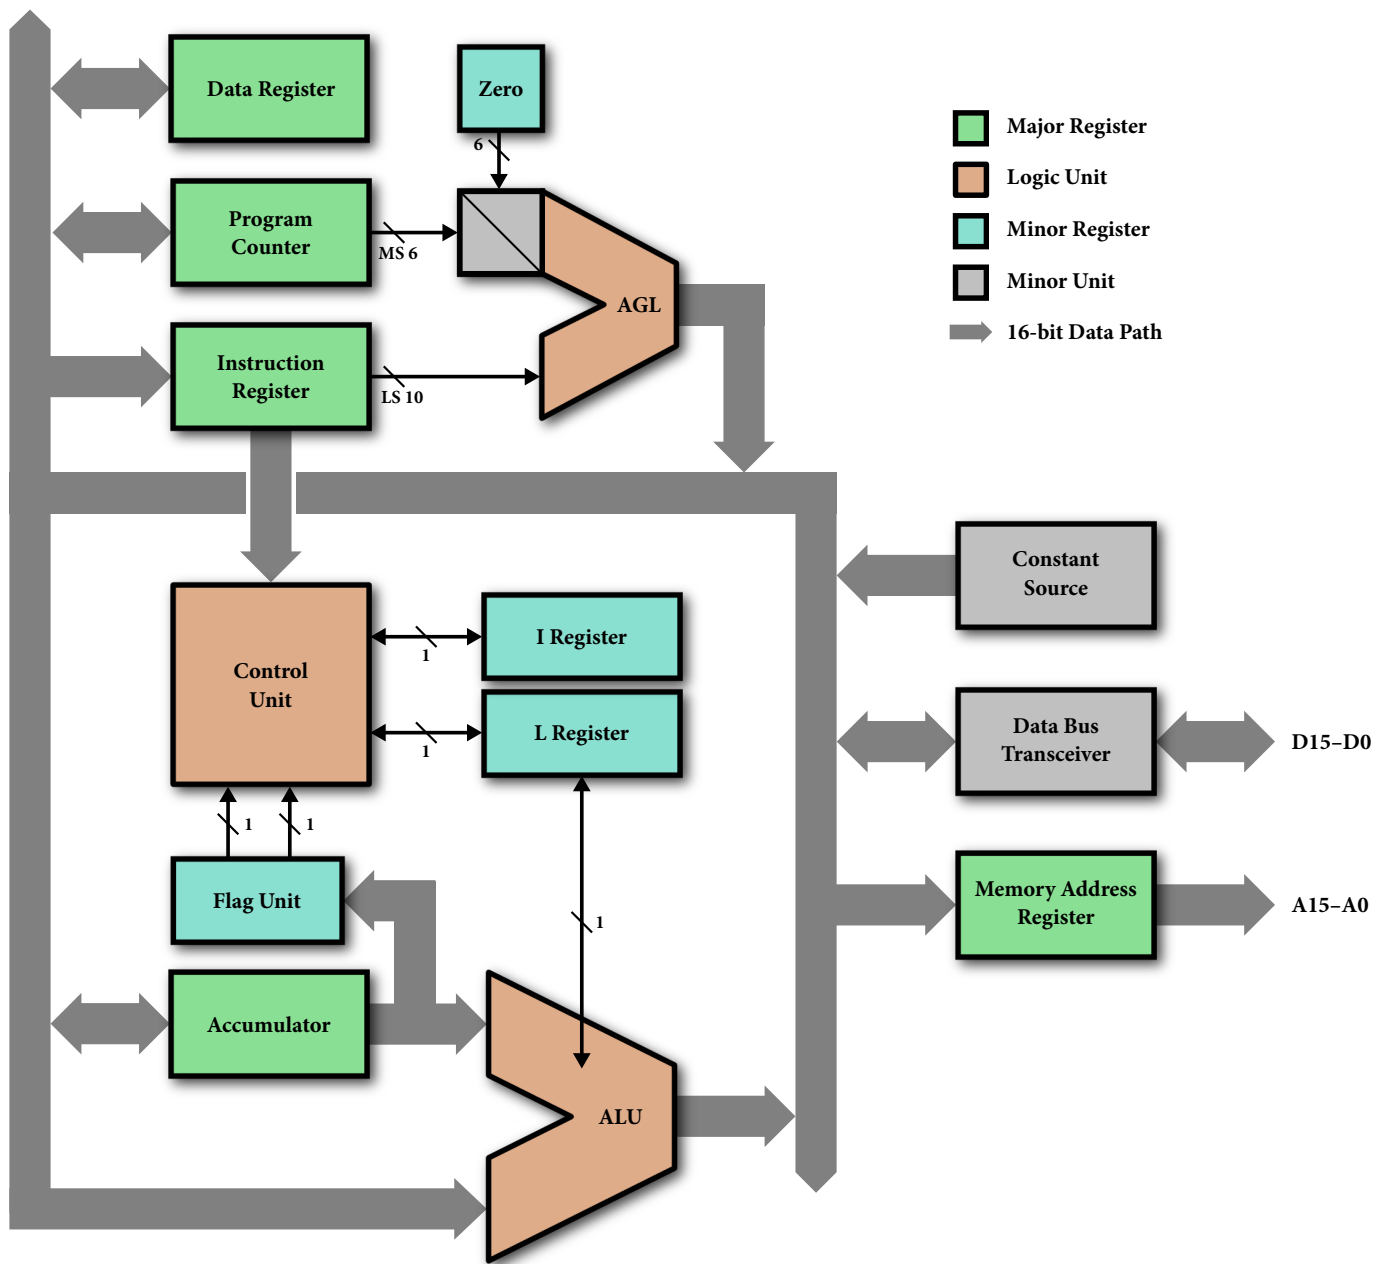 Data Register
Zero
6
Program
Counter
MS 6
AGL
Instruction
Register
LS 10
Major Register
Logic Unit
Minor Register
Minor Unit
16-bit Data Path
Constant
Source
Control
Unit
1
I Register
1
L Register
Data Bus
Transceiver
D15–D0
1
1
Flag Unit
1
Memory Address
Register
A15–A0
Accumulator
ALU